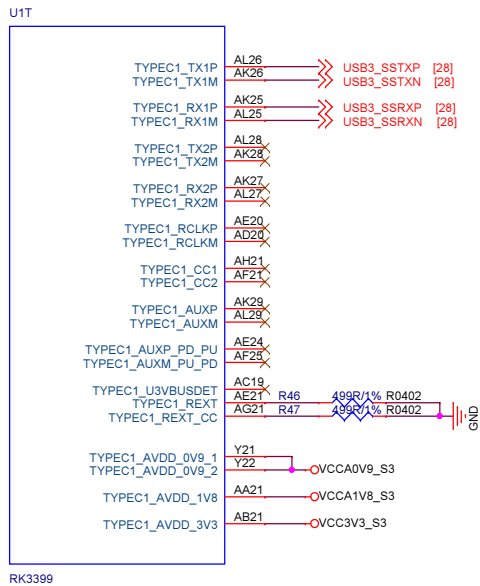 U1T
TYPEC1_TX1P AL26 USB3_SSTXP [28]
TYPEC1_TX1M AK26 USB3_SSTXN [28]
TYPEC1_RX1P AK25 USB3_SSRXP [28]
TYPEC1_RX1M AL25 USB3_SSRXN [28]
TYPEC1_TX2P AL28
TYPEC1_TX2M AK28
TYPEC1_RX2P AK27
TYPEC1_RX2M AL27
TYPEC1_RCLKP AE20
TYPEC1_RCLKM AD20
TYPEC1_CC1 AH21
TYPEC1_CC2 AF21
TYPEC1_AUXP AK29
TYPEC1_AUXM AL29
TYPEC1_AUXP_PD_PU AE24
TYPEC1_AUXM_PU_PD AF25
TYPEC1_U3VBUSDET AC19
TYPEC1_REXT AE21 R46 499R/1% R0402
TYPEC1_REXT_CC AG21 R47 499R/1% R0402
GND
TYPEC1_AVDD_0V9_1 Y21
TYPEC1_AVDD_0V9_2 Y22 VCCA0V9_S3
TYPEC1_AVDD_1V8 AA21 VCCA1V8_S3
TYPEC1_AVDD_3V3 AB21 VCC3V3_S3
RK3399